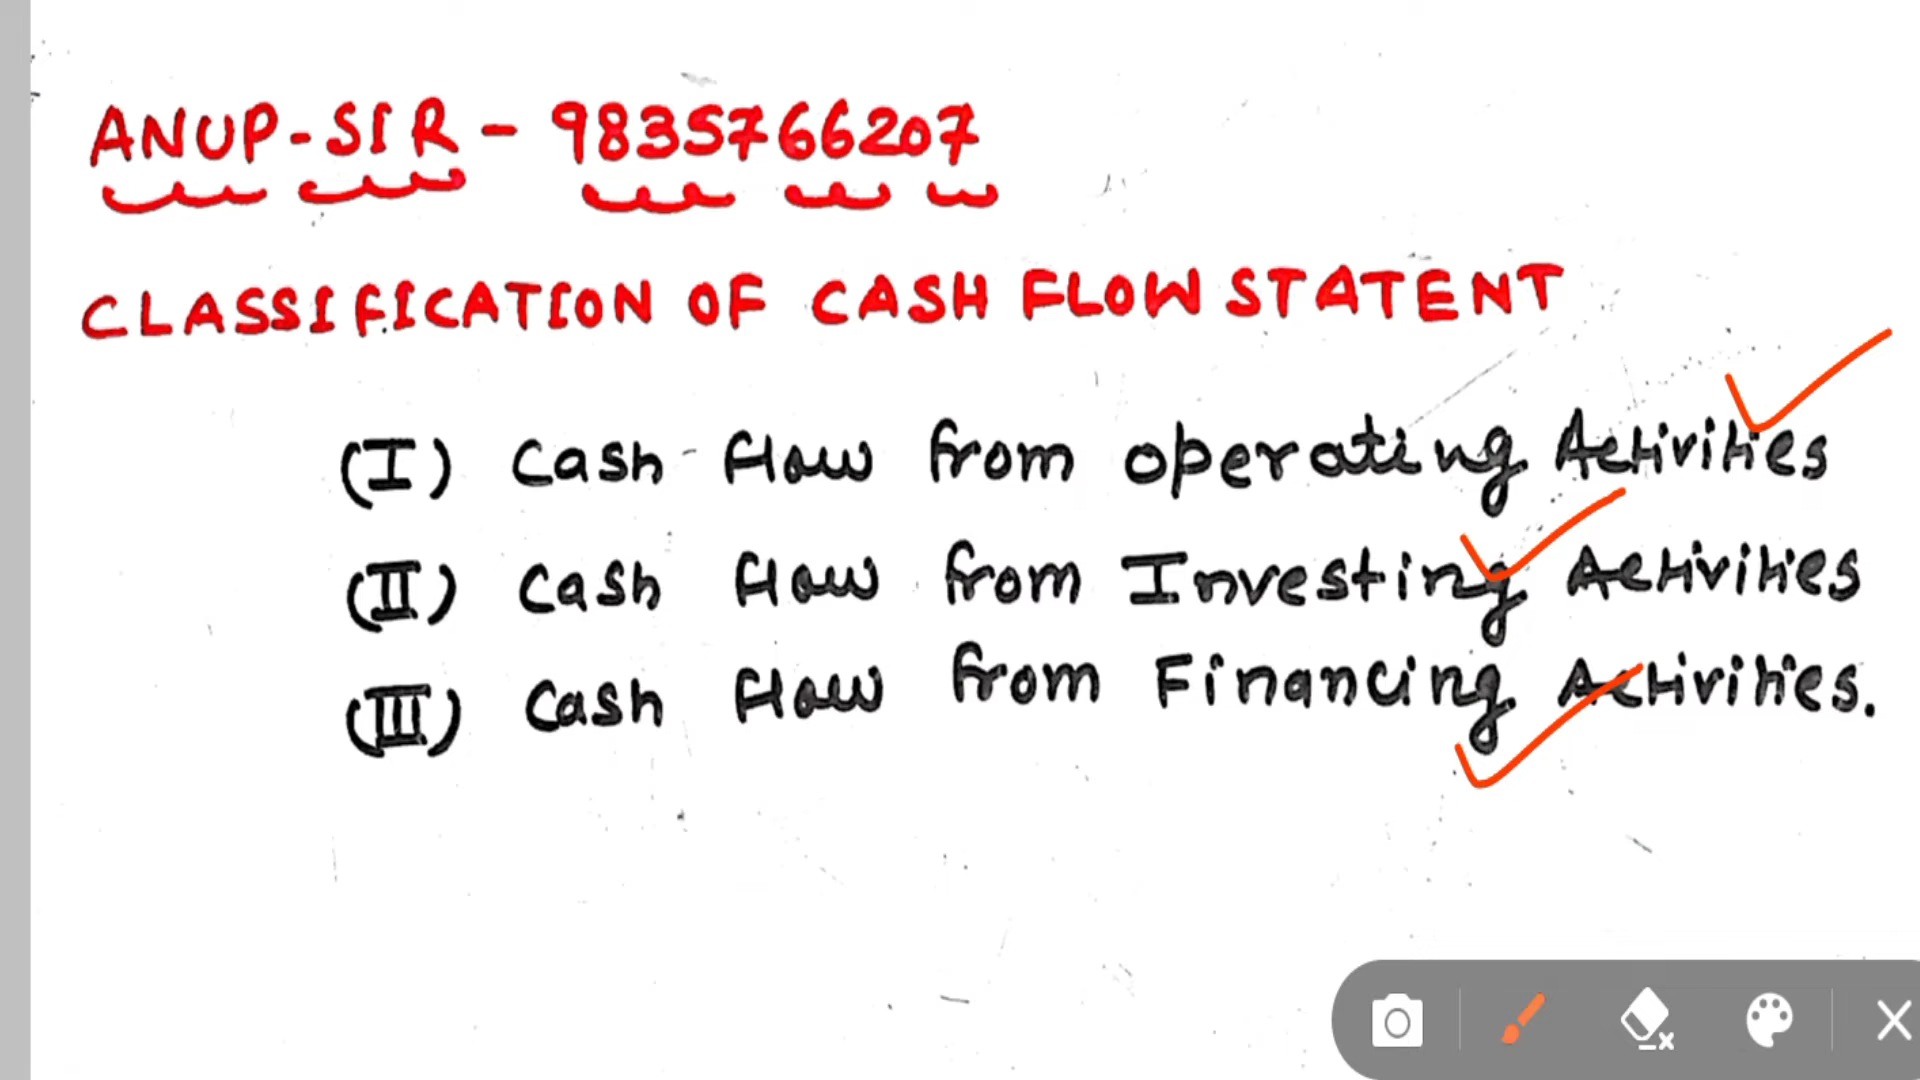 ANUP-SIR - 9835766207
CLASSIFICATION OF CASH FLOW STATENT
(I) Cash flow from operating Activities
(II) Cash flow from Investing Activities
(III) Cash flow from Financing Activities.